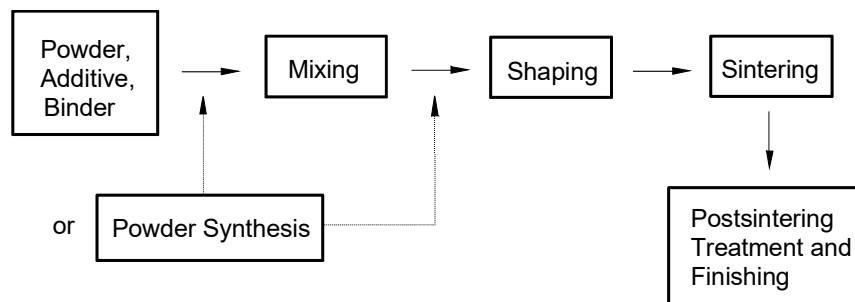 Powder,
Additive,
Binder
Mixing
Shaping
Sintering
or
Powder Synthesis
Postsintering
Treatment and
Finishing